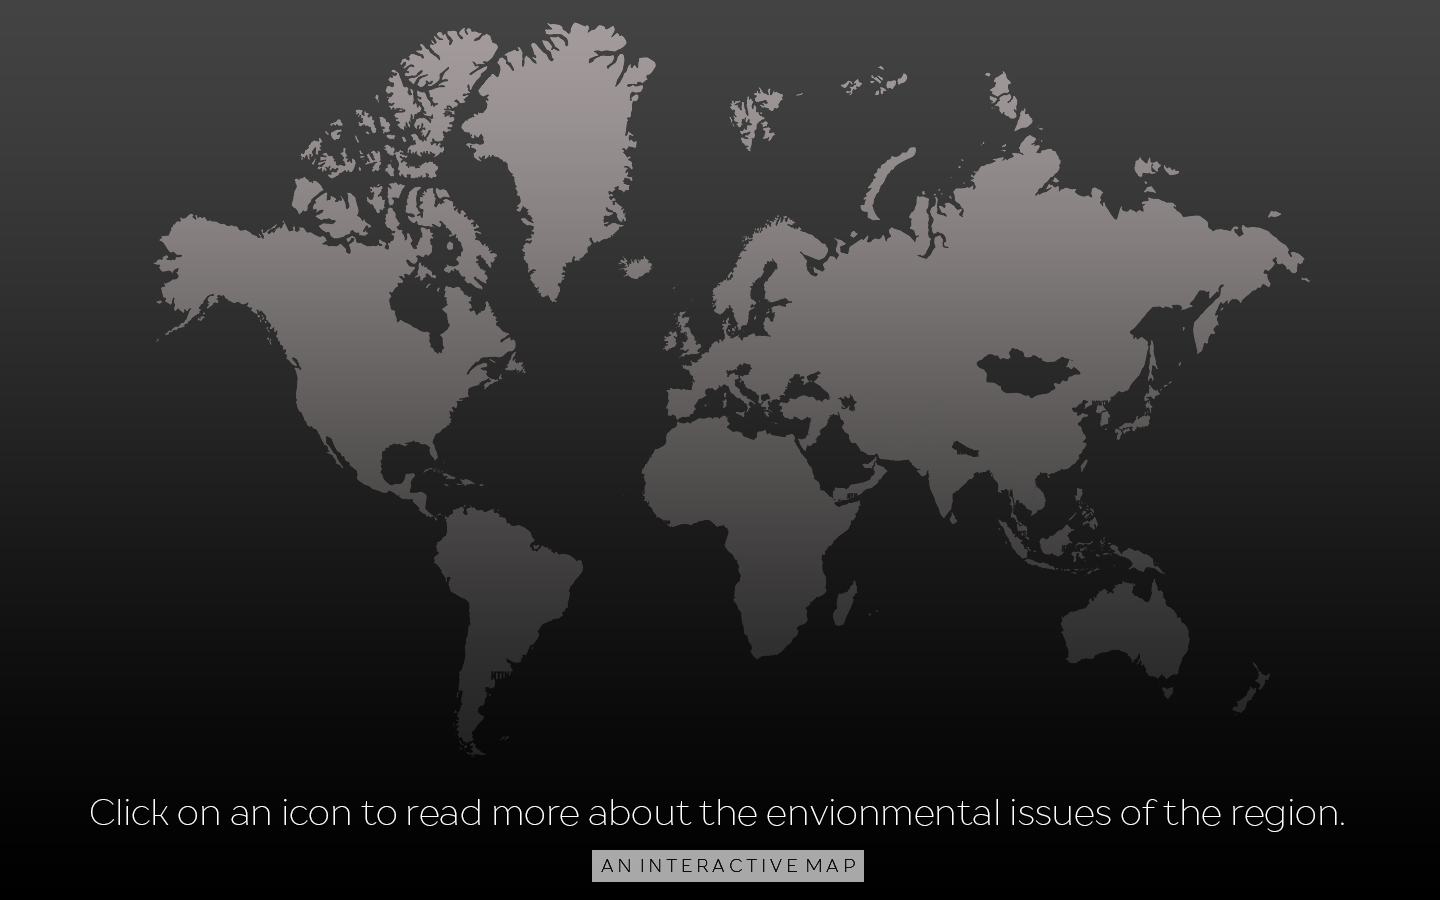 Click on an icon to read more about the envionmental issues of the region.
AN INTERACTIVE MAP